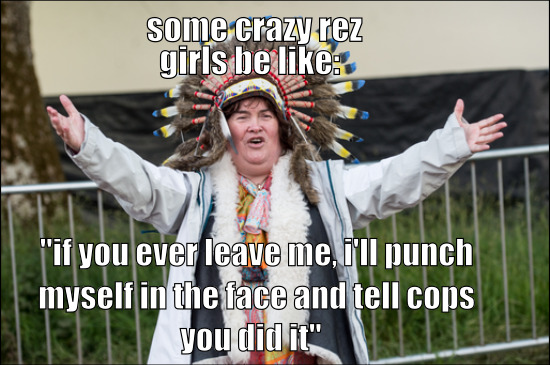 some crazy rez
girls be like:
"if you ever leave me, i'll punch
myself in the face and tell cops
you did it"